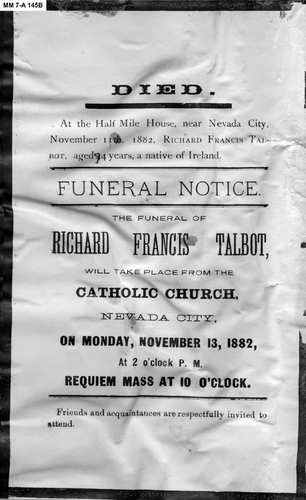 MM 7-A 145B
DIED.
At the Half Mile House, near Nevada City,
November 11th, 1882, RICHARD FRANCIS TAL-
BOT, aged 74 years, a native of Ireland.
FUNERAL NOTICE.
THE FUNERAL OF
RICHARD FRANCIS TALBOT,
WILL TAKE PLACE FROM THE
CATHOLIC CHURCH,
NEVADA CITY,
ON MONDAY, NOVEMBER 13, 1882,
At 2 o'clock P. M.
REQUIEM MASS AT 10 O'CLOCK.
Friends and acquaintances are respectfully invited to
attend.